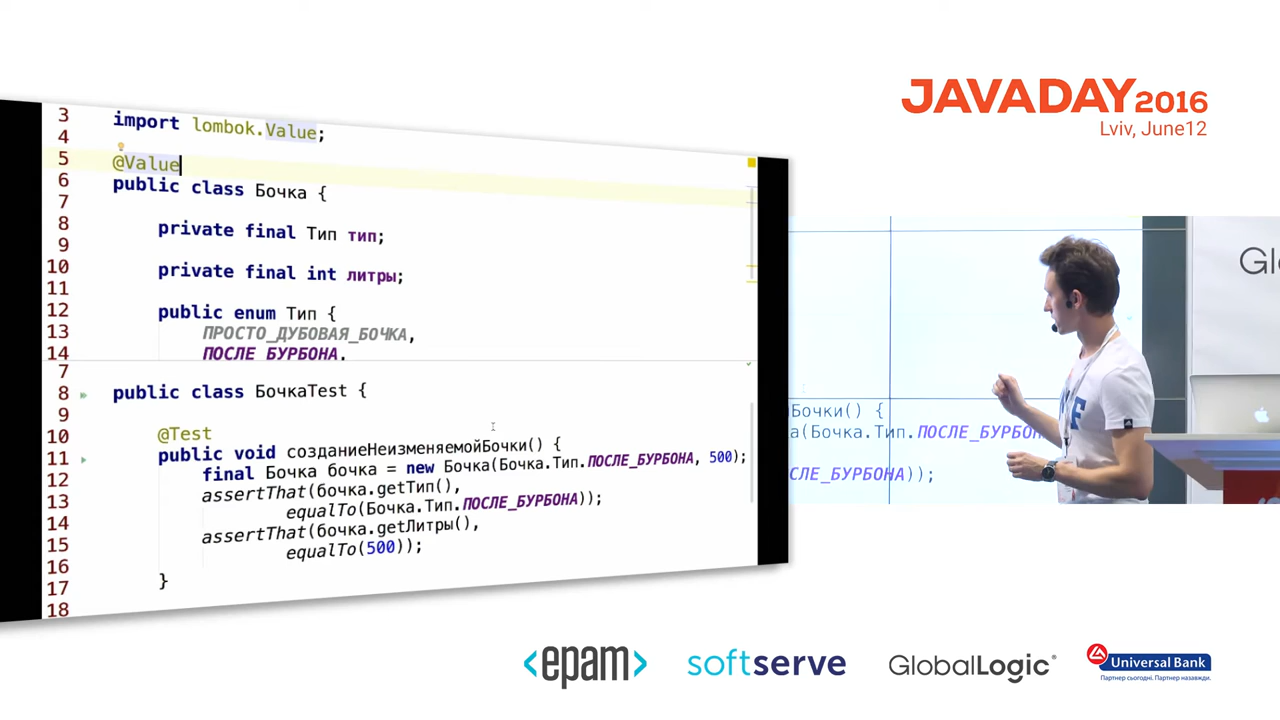 JAVADAY2016
Lviv, June12
3 import lombok.Value;
4
5 @Value
6 public class Бочка {
7
8 private final Тип тип;
9
10 private final int литры;
11
12 public enum Тип {
13 ПРОСТО_ДУБОВАЯ_БОЧКА,
14 ПОСЛЕ_БУРБОНА,
7
8 public class БочкаTest {
9
10 @Test
11 public void созданиеНеизменяемойБочки() {
12 final Бочка бочка = new Бочка(Бочка.Тип.ПОСЛЕ_БУРБОНА, 500);
13 assertThat(бочка.getТип(),
14 equalTo(Бочка.Тип.ПОСЛЕ_БУРБОНА));
15 assertThat(бочка.getЛитры(),
16 equalTo(500));
17 }
18
Бочки() {
а(Бочка.Тип.ПОСЛЕ_БУРБОН
СЛЕ_БУРБОНА));
Gl
<epam>
softserve
GlobalLogic®
Universal Bank
Партнер сьогодні. Партнер назавжди.